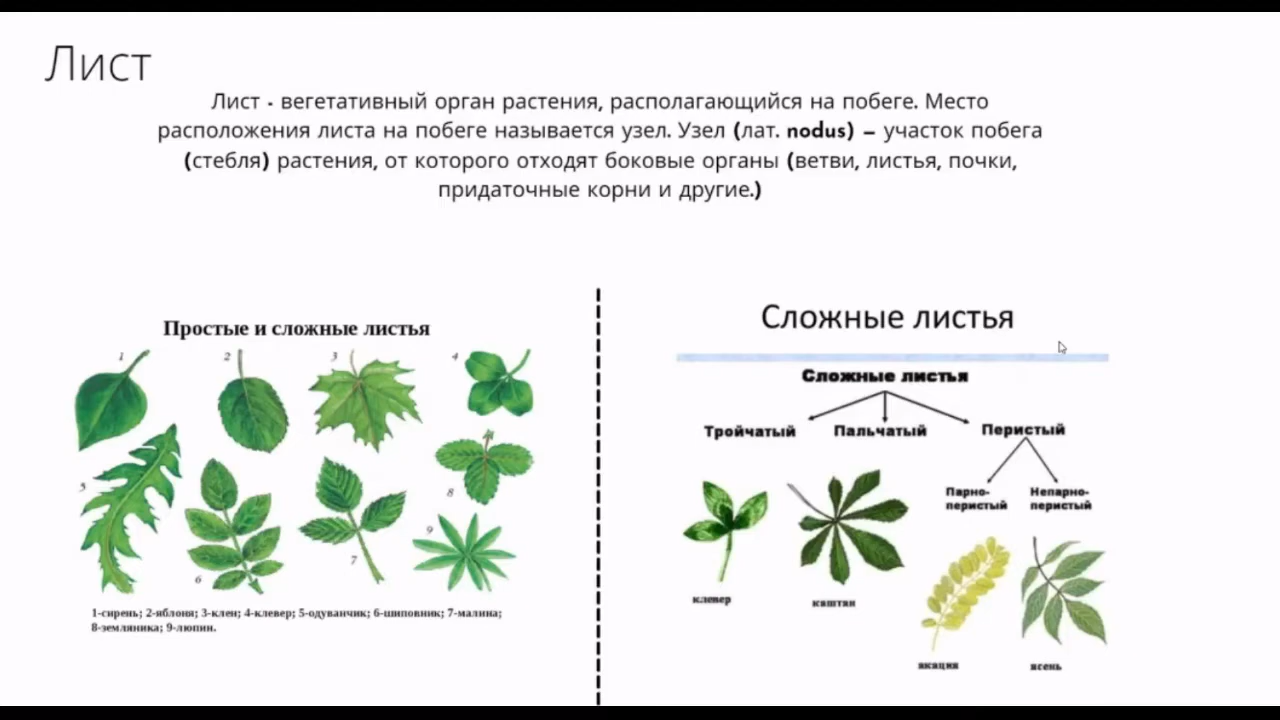 Лист
Лист - вегетативный орган растения, располагающийся на побеге. Место
расположения листа на побеге называется узел. Узел (лат. nodus) – участок побега
(стебля) растения, от которого отходят боковые органы (ветви, листья, почки,
придаточные корни и другие.)
Простые и сложные листья
1
2
3
4
5
6
7
8
9
1-сирень; 2-яблоня; 3-клен; 4-клевер; 5-одуванчик; 6-шиповник; 7-малина;
8-земляника; 9-люпин.
Сложные листья
Сложные листья
Тройчатый
Пальчатый
Перистый
Парно-
перистый
Непарно-
перистый
клевер
каштан
акация
ясень